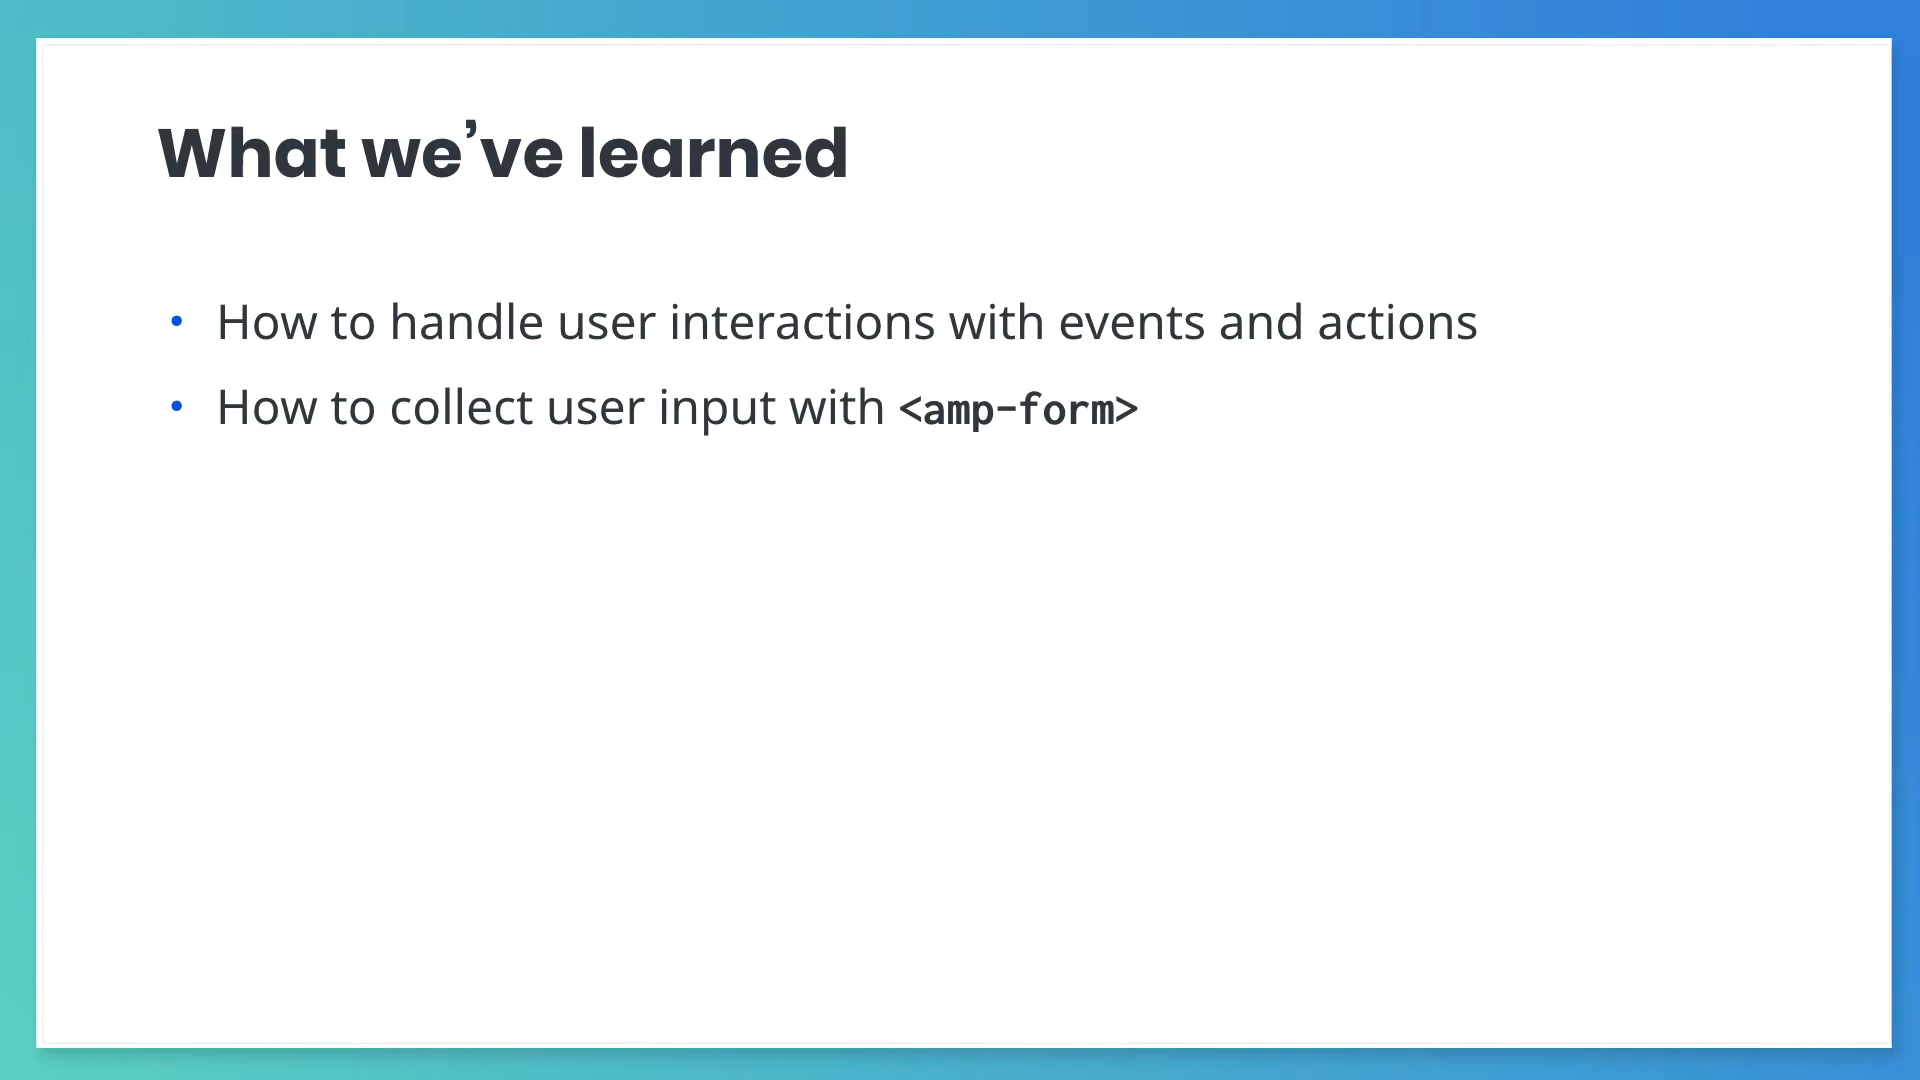 What we’ve learned
• How to handle user interactions with events and actions
• How to collect user input with <amp-form>